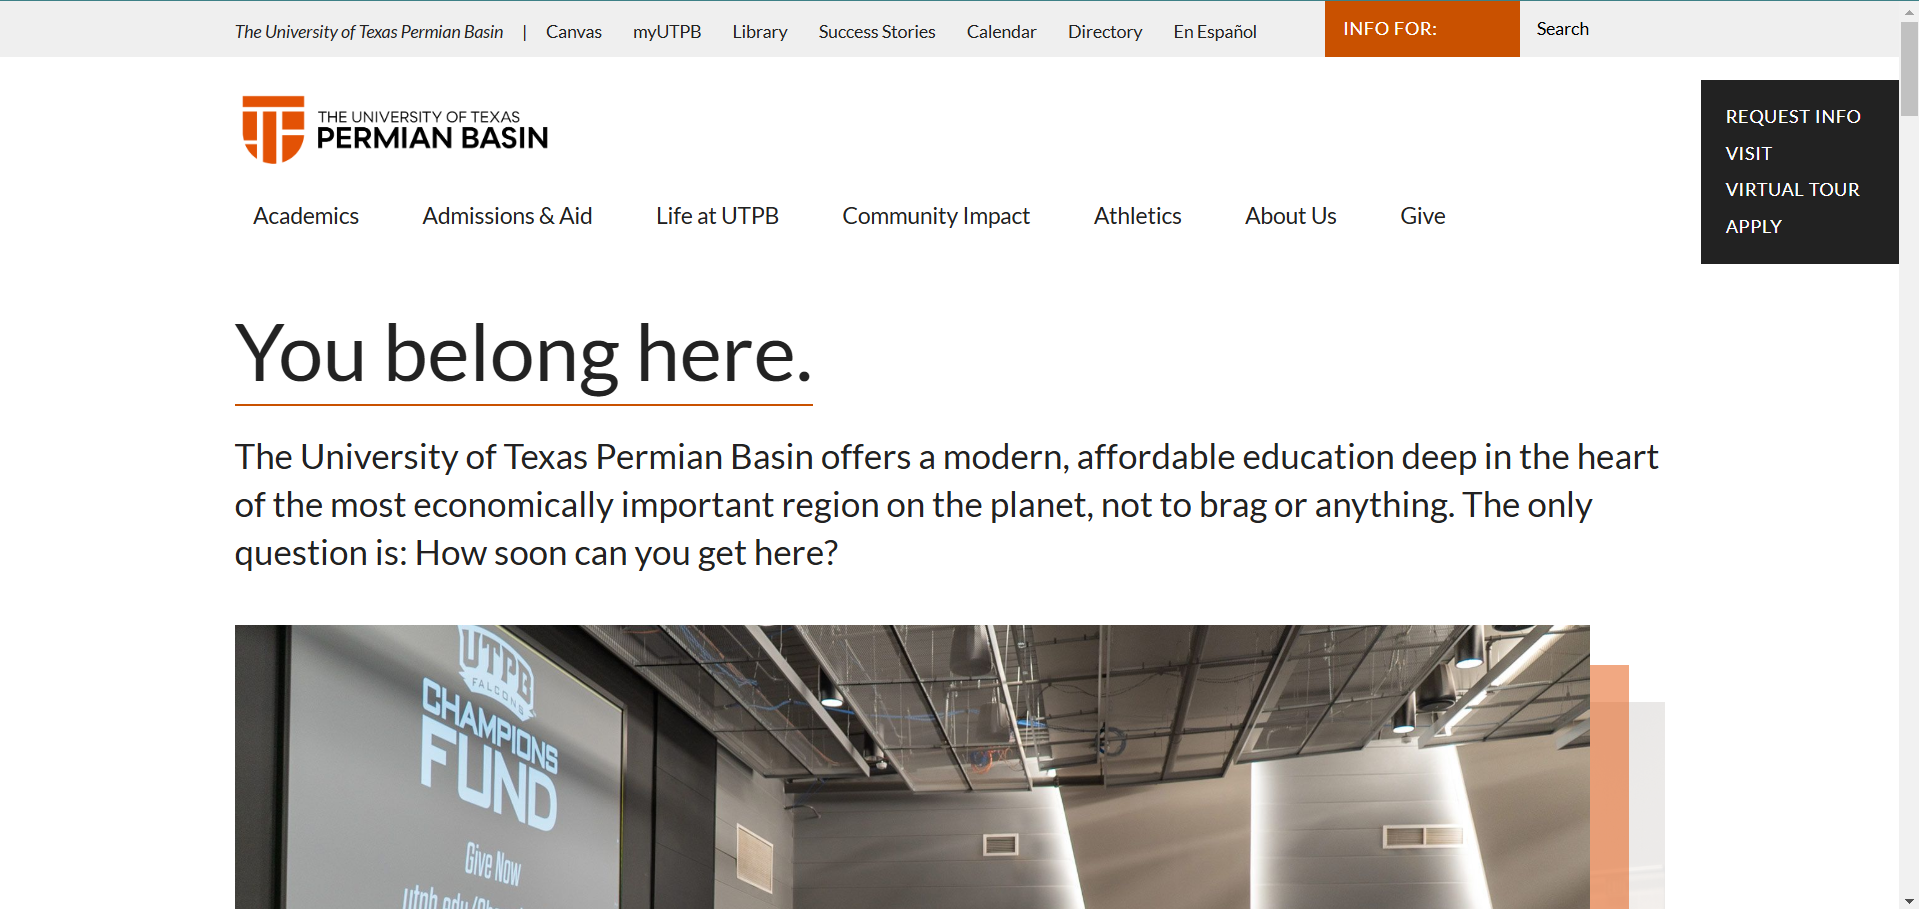 The University of Texas Permian Basin | Canvas myUTPB Library Success Stories Calendar Directory En Español INFO FOR: Search
THE UNIVERSITY OF TEXAS
PERMIAN BASIN
REQUEST INFO
VISIT
VIRTUAL TOUR
APPLY
Academics Admissions & Aid Life at UTPB Community Impact Athletics About Us Give
You belong here.
The University of Texas Permian Basin offers a modern, affordable education deep in the heart
of the most economically important region on the planet, not to brag or anything. The only
question is: How soon can you get here?
UTPB
FALCONS
CHAMPIONS
FUND
Give Now